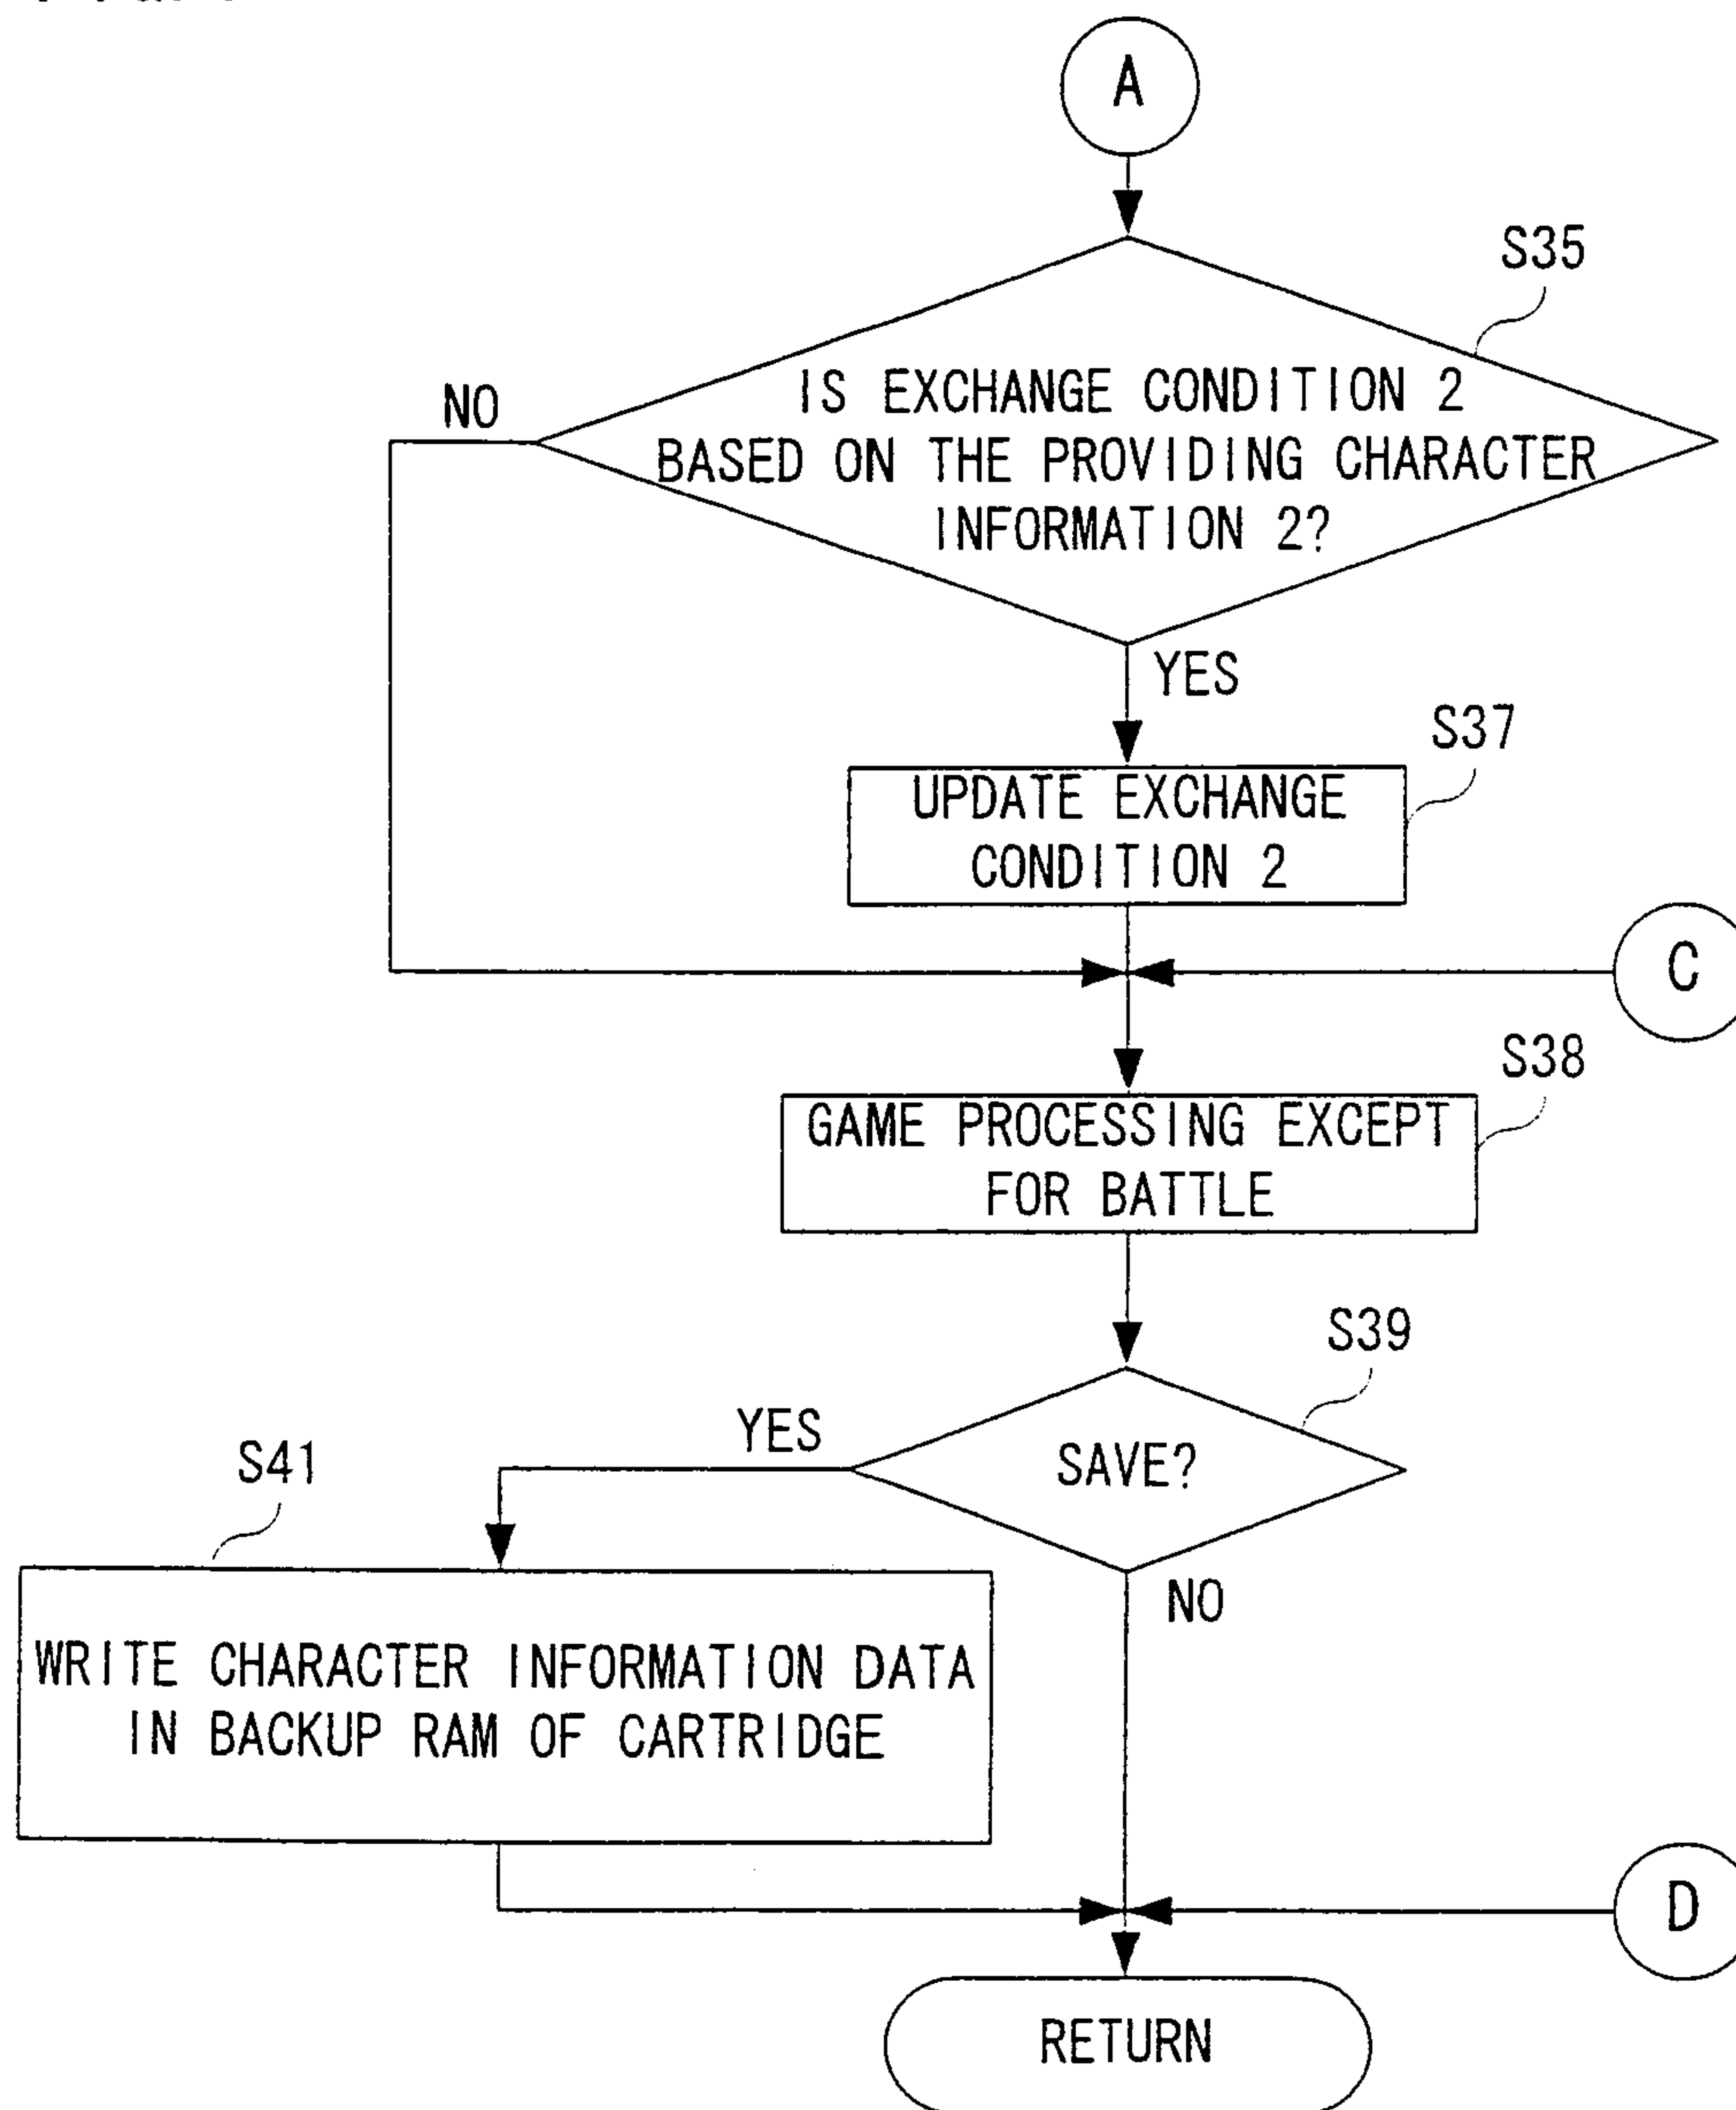 A
S35
NO
IS EXCHANGE CONDITION 2
BASED ON THE PROVIDING CHARACTER
INFORMATION 2?
YES
S37
UPDATE EXCHANGE
CONDITION 2
C
S38
GAME PROCESSING EXCEPT
FOR BATTLE
S39
YES
SAVE?
S41
NO
WRITE CHARACTER INFORMATION DATA
IN BACKUP RAM OF CARTRIDGE
D
RETURN